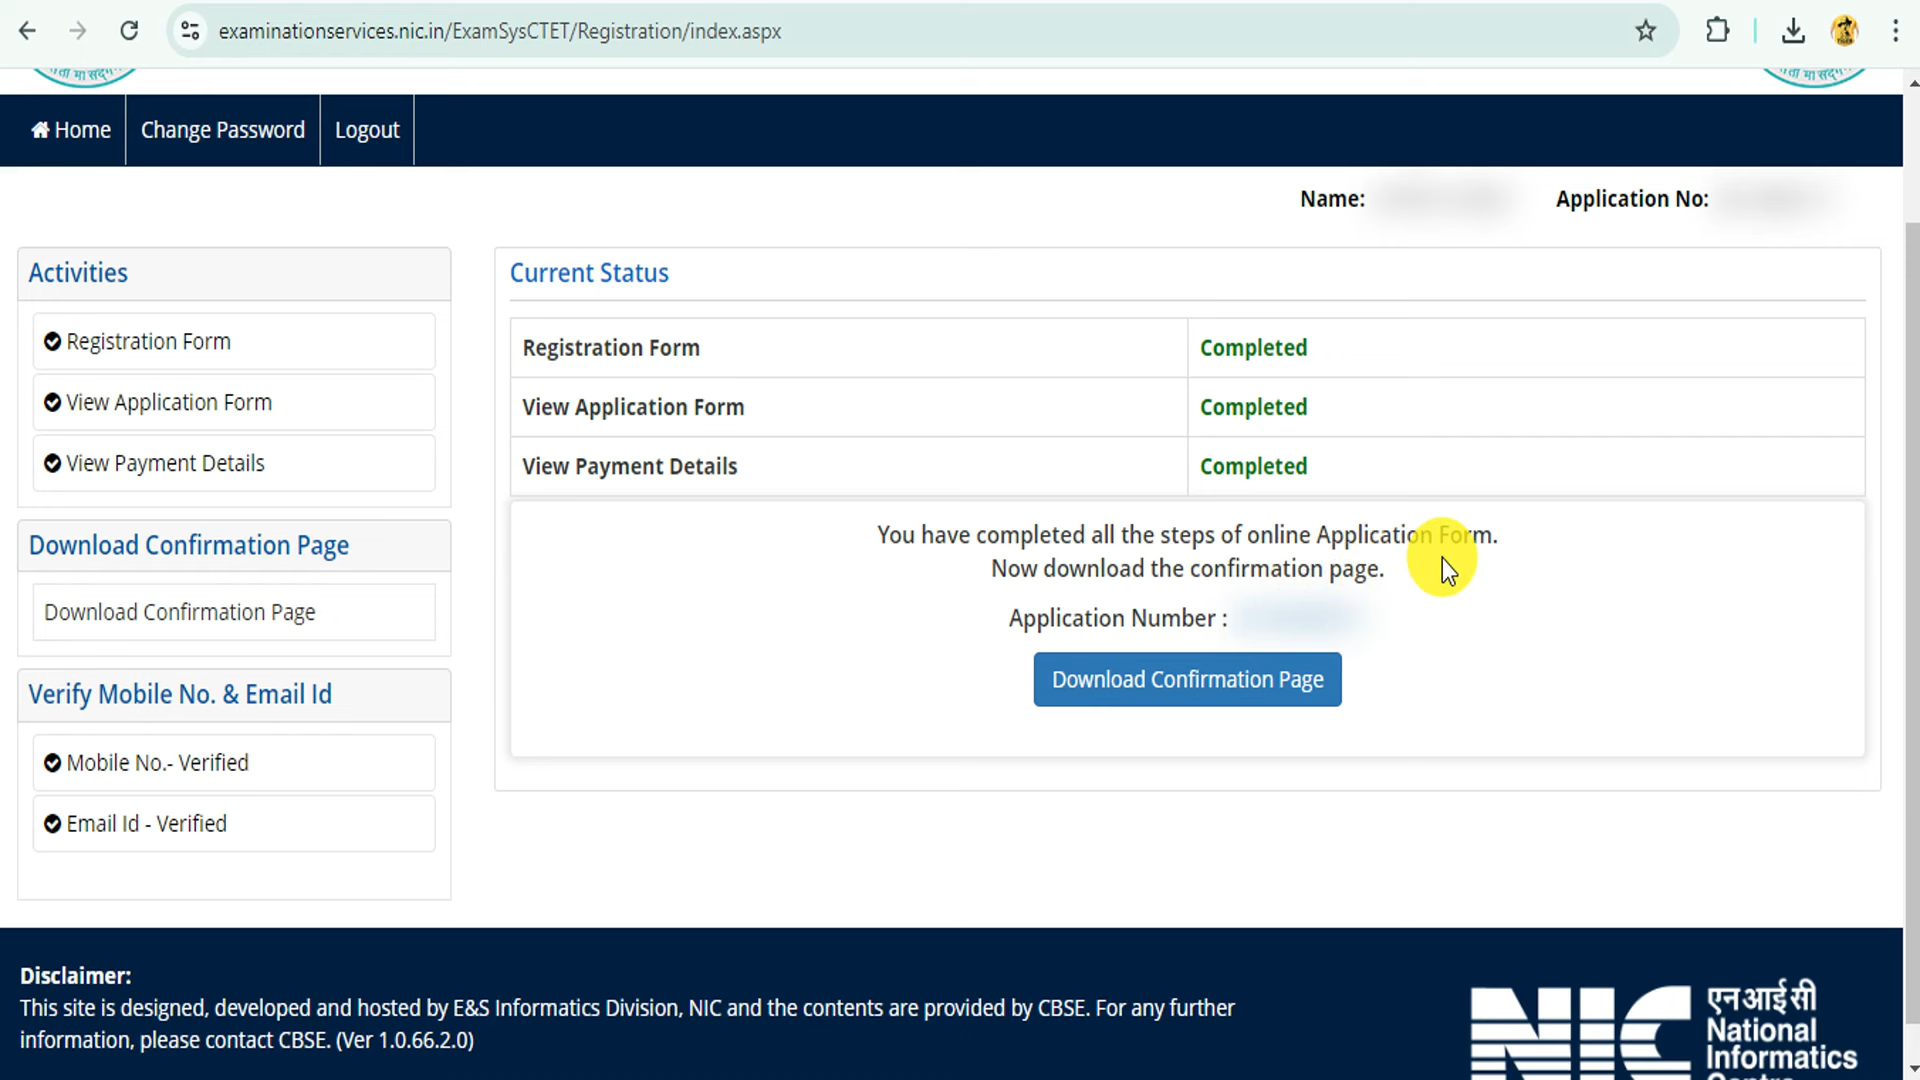 examinationservices.nic.in/ExamSysCTET/Registration/index.aspx
Home
Change Password
Logout
Name:
Application No:
Activities
Registration Form
View Application Form
View Payment Details
Download Confirmation Page
Download Confirmation Page
Verify Mobile No. & Email Id
Mobile No.- Verified
Email Id - Verified
Current Status
Registration Form Completed
View Application Form Completed
View Payment Details Completed
You have completed all the steps of online Application Form.
Now download the confirmation page.
Application Number :
Download Confirmation Page
Disclaimer:
This site is designed, developed and hosted by E&S Informatics Division, NIC and the contents are provided by CBSE. For any further
information, please contact CBSE. (Ver 1.0.66.2.0)
NIC
एन आई सी
National
Informatics